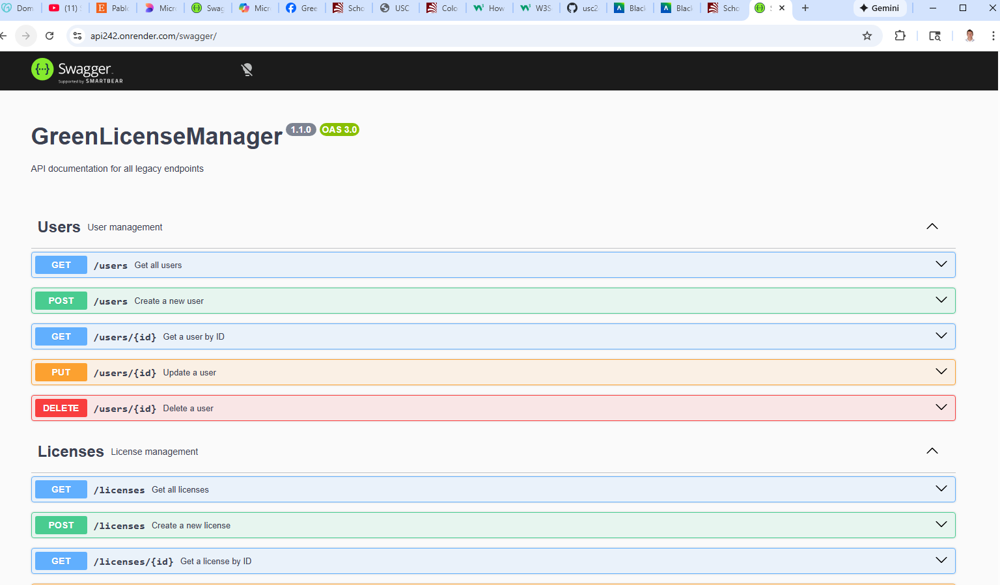 Dom
(11)
Pablo
Micro
Swag
Micr
Gree
Scho
USC
Colo
How
W3S
usc2
Black
Black
Scho
Gemini
api242.onrender.com/swagger/
Swagger
Supported by SMARTBEAR
GreenLicenseManager 1.1.0 OAS 3.0
API documentation for all legacy endpoints
Users User management
GET /users Get all users
POST /users Create a new user
GET /users/{id} Get a user by ID
PUT /users/{id} Update a user
DELETE /users/{id} Delete a user
Licenses License management
GET /licenses Get all licenses
POST /licenses Create a new license
GET /licenses/{id} Get a license by ID